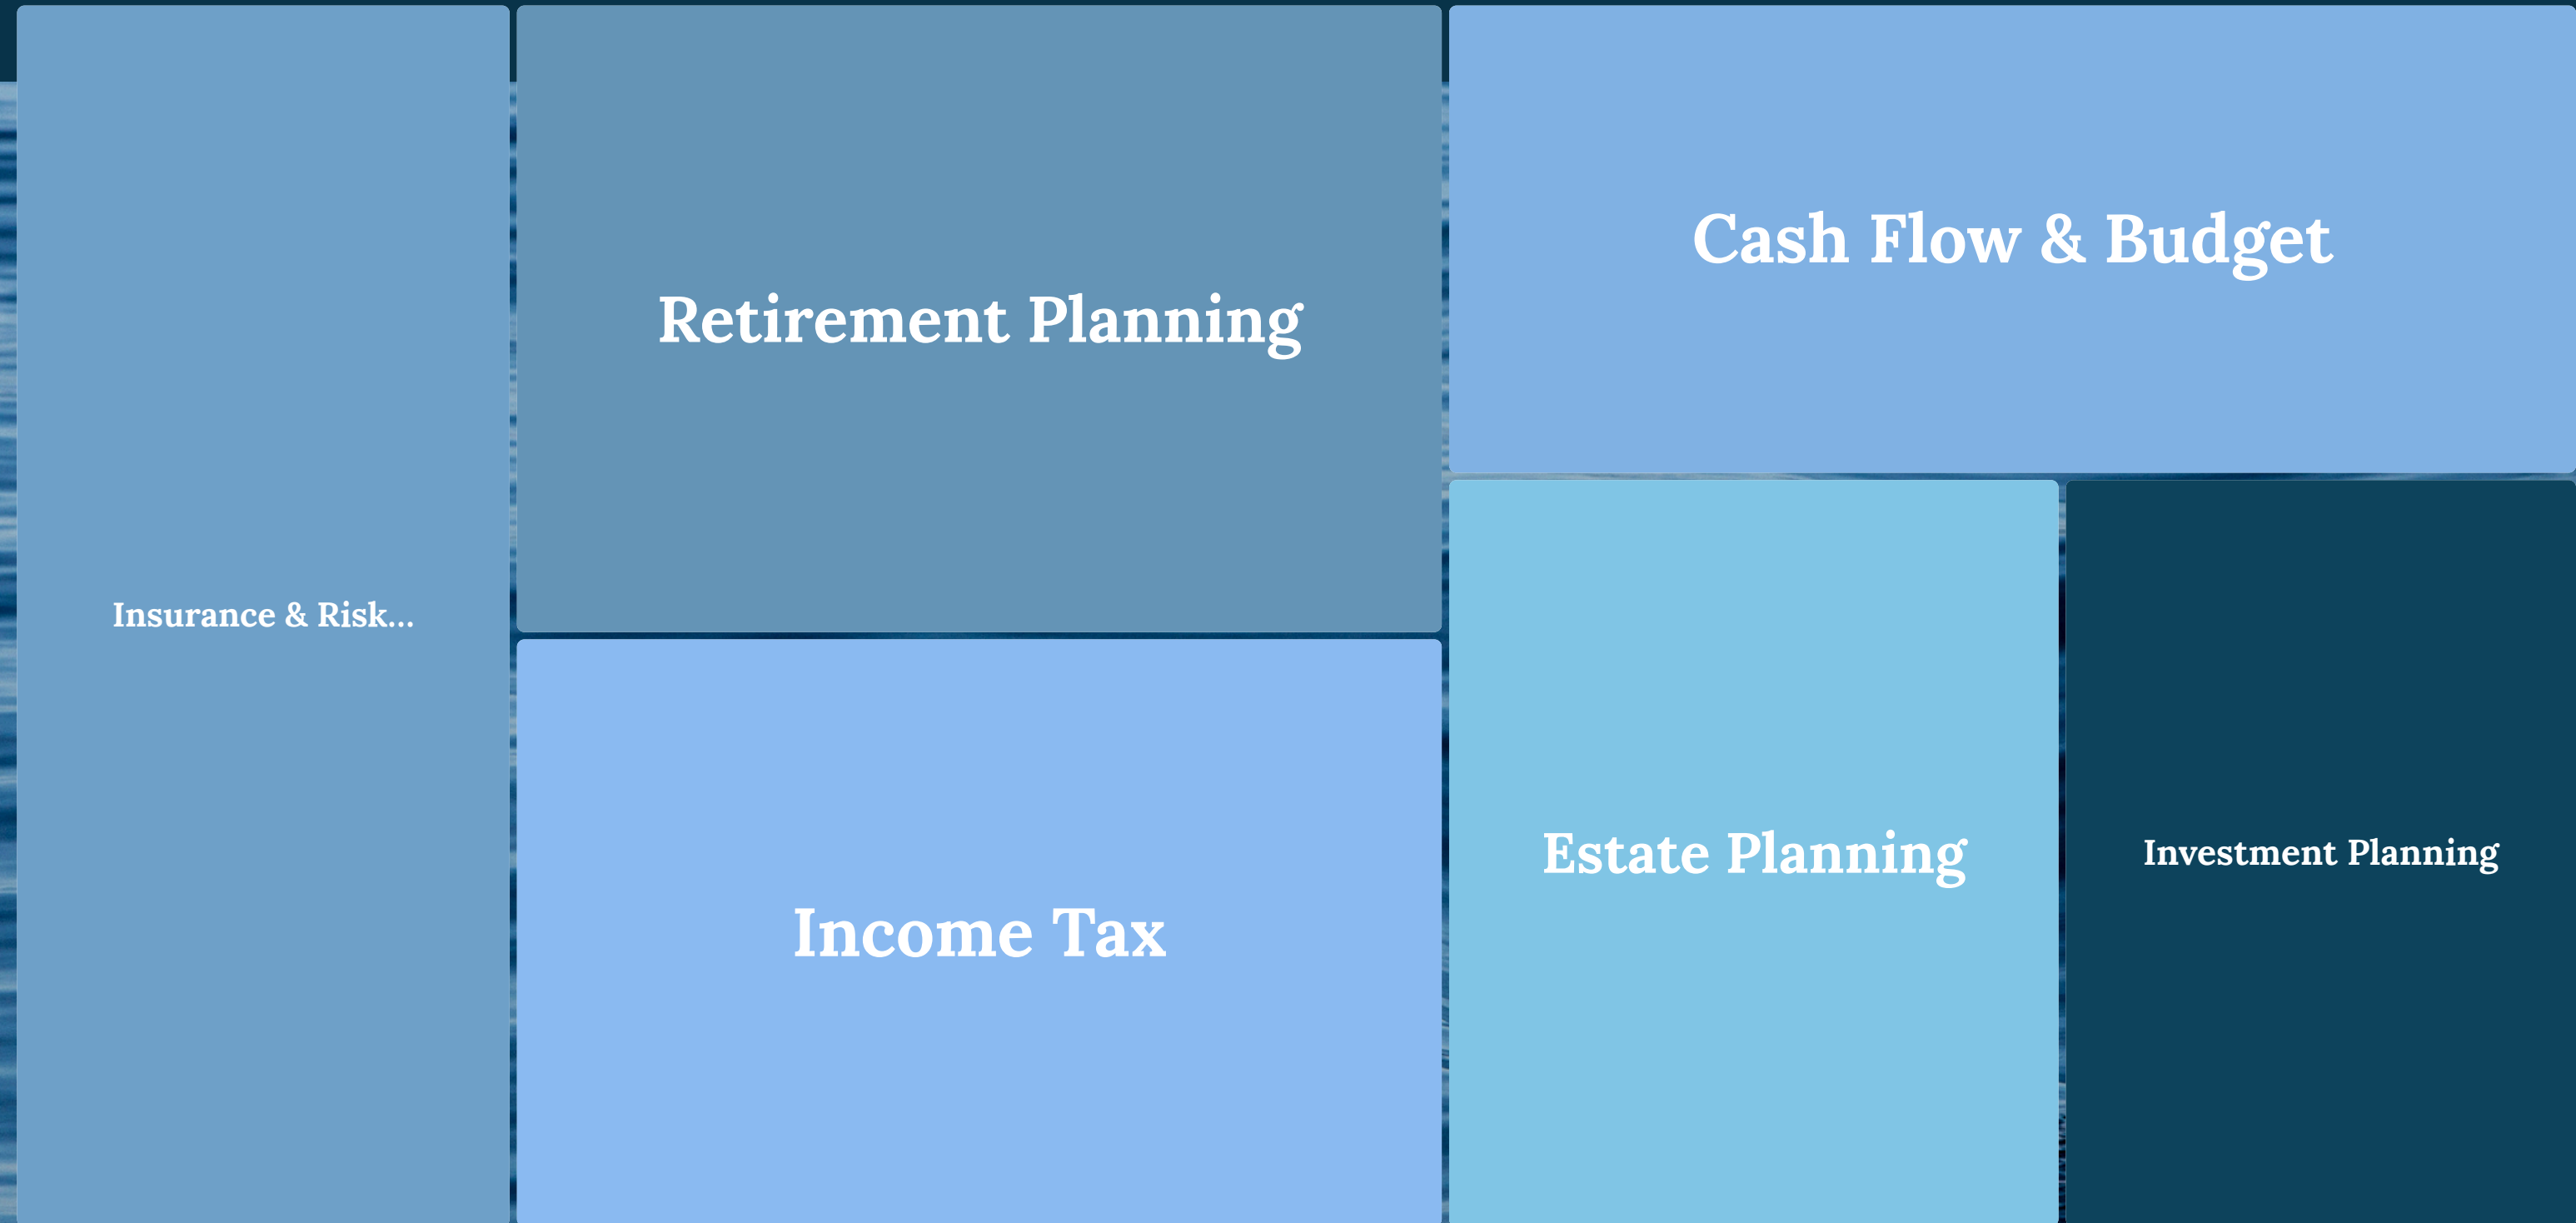 Insurance & Risk...
Retirement Planning
Income Tax
Cash Flow & Budget
Estate Planning
Investment Planning